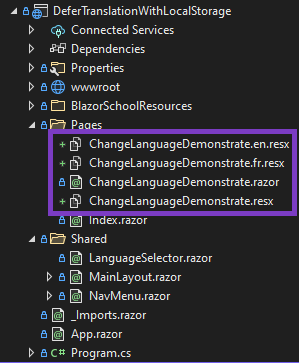 DeferTranslationWithLocalStorage
Connected Services
Dependencies
Properties
wwwroot
BlazorSchoolResources
Pages
ChangeLanguageDemonstrate.en.resx
ChangeLanguageDemonstrate.fr.resx
ChangeLanguageDemonstrate.razor
ChangeLanguageDemonstrate.resx
Index.razor
Shared
LanguageSelector.razor
MainLayout.razor
NavMenu.razor
_Imports.razor
App.razor
C# Program.cs